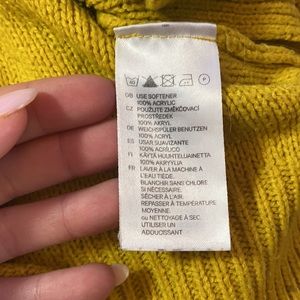 GB USE SOFTENER
100% ACRYLIC
CZ POUŽIJTE ZMĚKČOVACÍ
PROSTŘEDEK
100% AKRYL
DE WEICHSPÜLER BENUTZEN
100% ACRYL
ES USAR SUAVIZANTE
100% ACRÍLICO
FI KÄYTÄ HUUHTELUAINETTA
100% AKRYYLIA
FR LAVER À LA MACHINE À
L'EAU TIÈDE.
BLANCHIR SANS CHLORE
SI NÉCESSAIRE.
SÉCHER À L'AIR.
REPASSER À TEMPÉRATURE
MOYENNE.
ou NETTOYAGE À SEC.
UTILISER UN
ADOUCISSANT